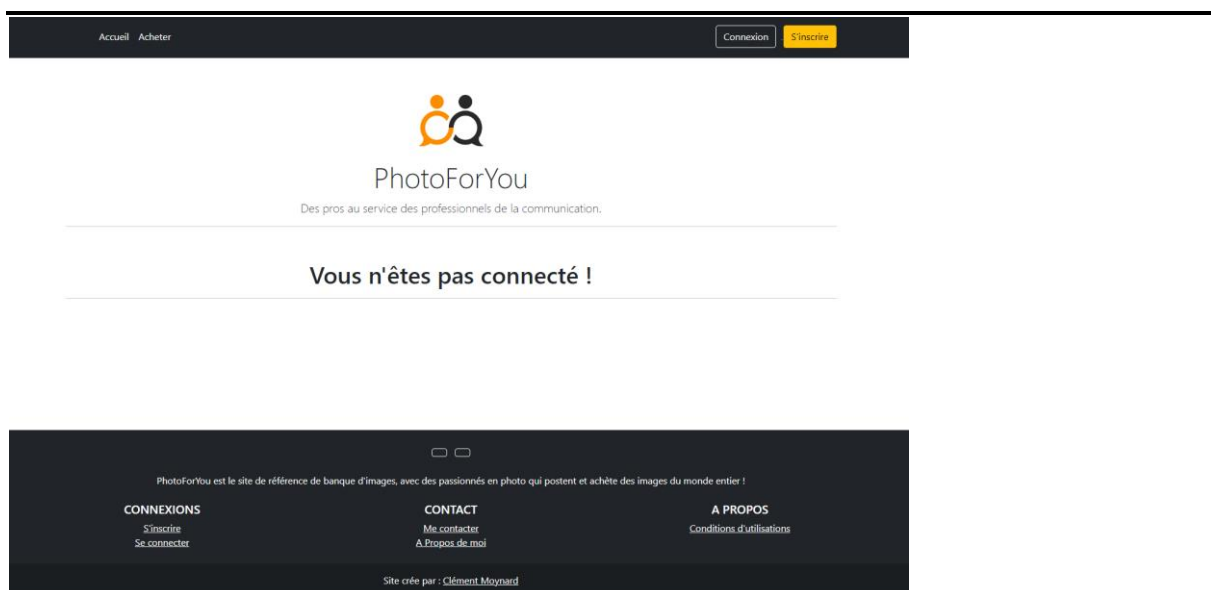 Accueil Acheter Connexion S'inscrire
PhotoForYou
Des pros au service des professionnels de la communication.
Vous n'êtes pas connecté !
PhotoForYou est le site de référence de banque d'images, avec des passionnés en photo qui postent et achète des images du monde entier !
CONNEXIONS CONTACT A PROPOS
S'inscrire Me contacter Conditions d'utilisations
Se connecter A Propos de moi
Site crée par : Clément Moynard